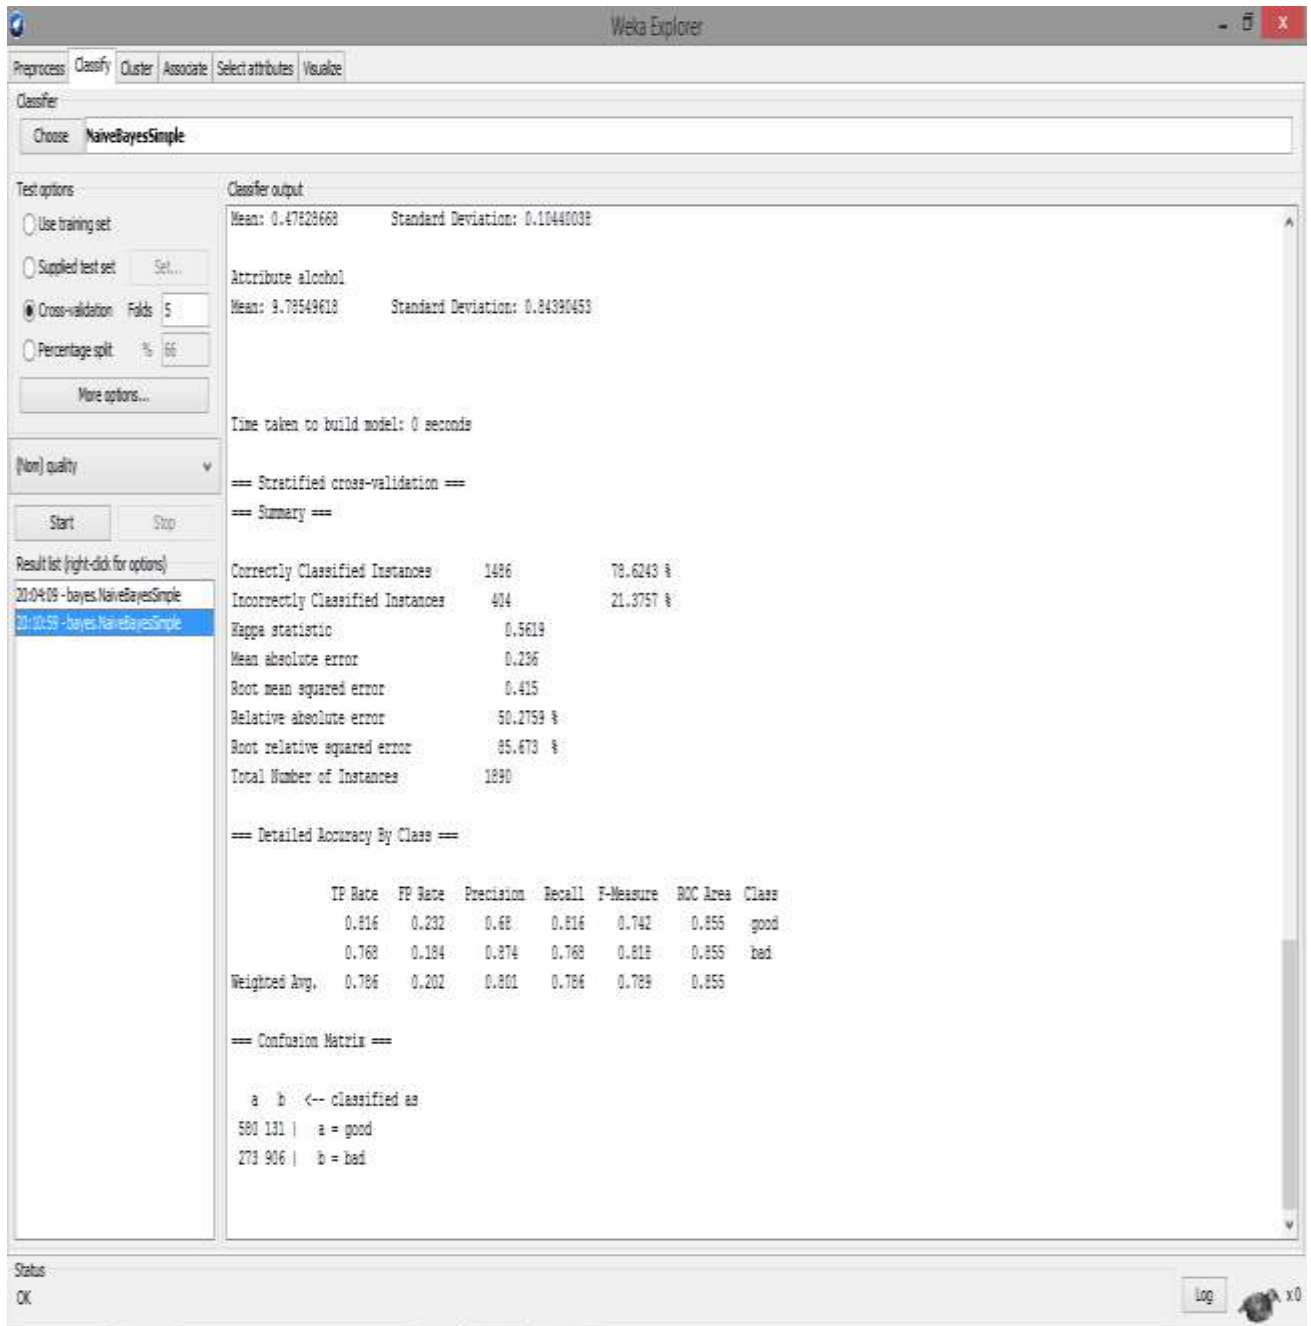 Weka Explorer
Preprocess Classify Cluster Associate Select attributes Visualize
Classifier
Choose NaiveBayesSimple
Test options
Use training set
Supplied test set Set...
Cross-validation Folds 5
Percentage split % 66
More options...
(Nom) quality
Start Stop
Result list (right-click for options)
20:04:09 - bayes.NaiveBayesSimple
20:10:59 - bayes.NaiveBayesSimple
Classifier output
Mean: 0.47829668 Standard Deviation: 0.10440038
Attribute alcohol
Mean: 9.78549618 Standard Deviation: 0.84390453
Time taken to build model: 0 seconds
=== Stratified cross-validation ===
=== Summary ===
Correctly Classified Instances 1486 78.6243 %
Incorrectly Classified Instances 404 21.3757 %
Kappa statistic 0.5619
Mean absolute error 0.236
Root mean squared error 0.415
Relative absolute error 50.2759 %
Root relative squared error 85.673 %
Total Number of Instances 1890
=== Detailed Accuracy By Class ===
TP Rate FP Rate Precision Recall F-Measure ROC Area Class
0.816 0.232 0.68 0.816 0.742 0.855 good
0.768 0.184 0.874 0.768 0.818 0.855 bad
Weighted Avg. 0.786 0.202 0.801 0.786 0.789 0.855
=== Confusion Matrix ===
a b <-- classified as
580 131 | a = good
273 906 | b = bad
Status
OK
Log
x 0